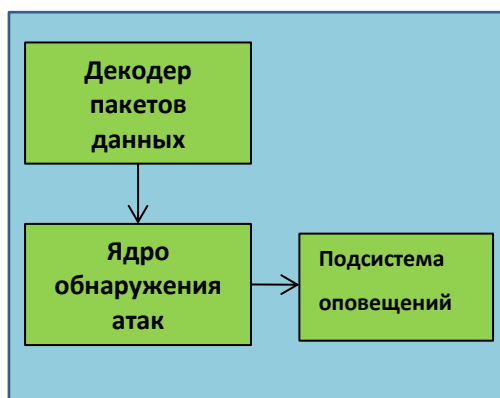 Декодер
пакетов
данных
Ядро
обнаружения
атак
Подсистема
оповещений